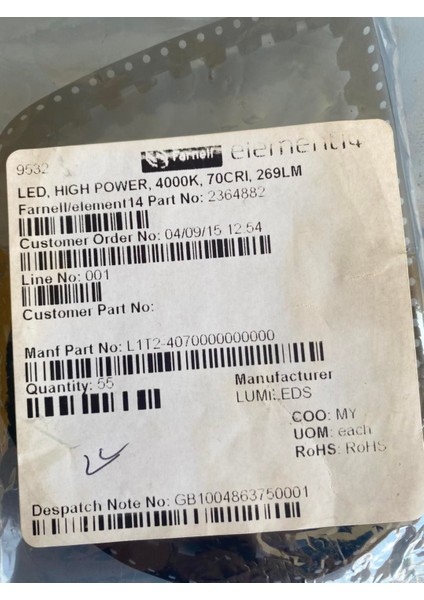 9532 Farnell element14
LED, HIGH POWER, 4000K, 70CRI, 269LM
Farnell/element14 Part No: 2364882
Customer Order No: 04/09/15 12.54
Line No: 001
Customer Part No:
Manf Part No: L1T2-4070000000000
Quantity: 55
Manufacturer
LUMILEDS
COO: MY
UOM: each
RoHS: RoHS
Despatch Note No: GB1004863750001